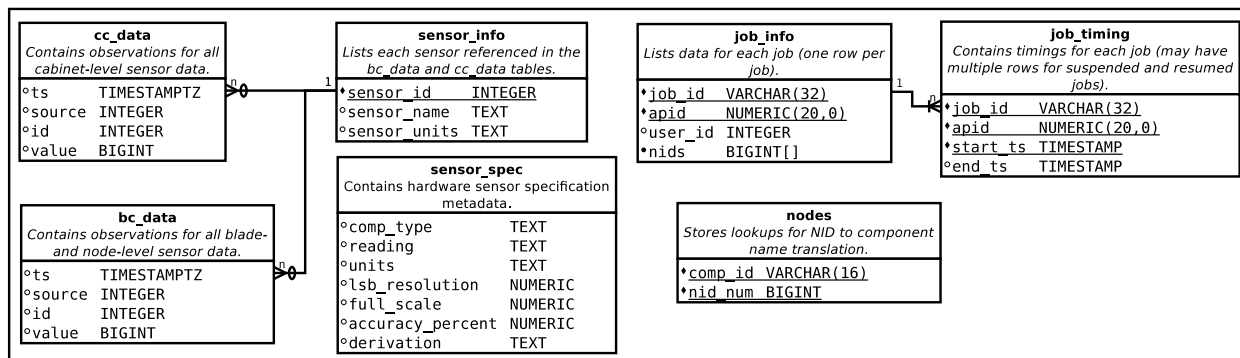 cc_data
Contains observations for all
cabinet-level sensor data.
ts TIMESTAMPTZ
source INTEGER
id INTEGER
value BIGINT
n
1
sensor_info
Lists each sensor referenced in the
bc_data and cc_data tables.
sensor_id INTEGER
sensor_name TEXT
sensor_units TEXT
job_info
Lists data for each job (one row per
job).
job_id VARCHAR(32)
apid NUMERIC(20,0)
user_id INTEGER
nids BIGINT[]
1
n
job_timing
Contains timings for each job (may have
multiple rows for suspended and resumed
jobs).
job_id VARCHAR(32)
apid NUMERIC(20,0)
start_ts TIMESTAMP
end_ts TIMESTAMP
bc_data
Contains observations for all blade-
and node-level sensor data.
ts TIMESTAMPTZ
source INTEGER
id INTEGER
value BIGINT
n
sensor_spec
Contains hardware sensor specification
metadata.
comp_type TEXT
reading TEXT
units TEXT
lsb_resolution NUMERIC
full_scale NUMERIC
accuracy_percent NUMERIC
derivation TEXT
nodes
Stores lookups for NID to component
name translation.
comp_id VARCHAR(16)
nid_num BIGINT